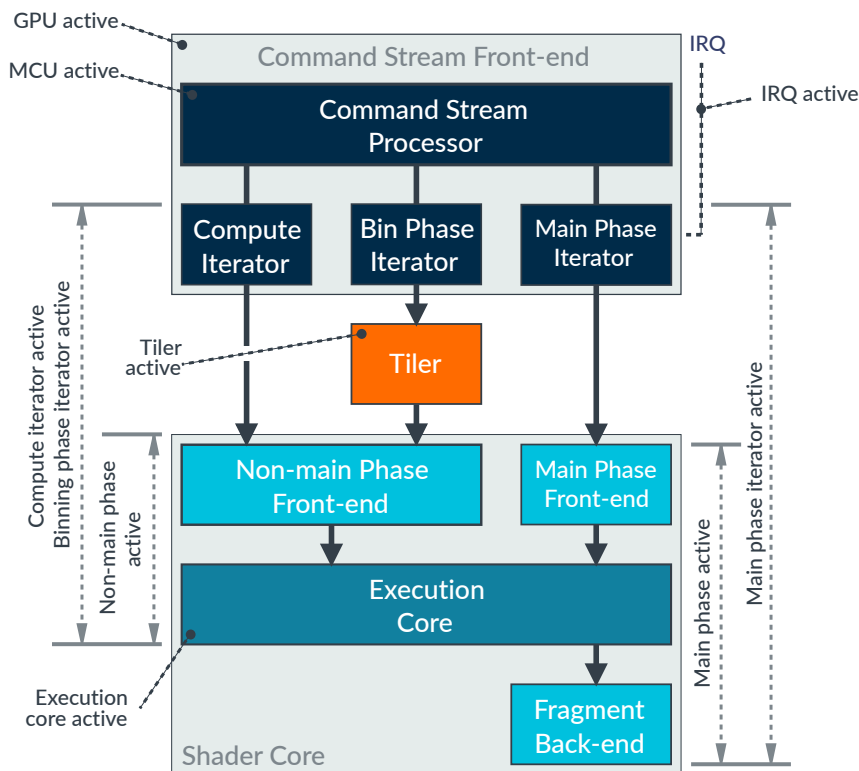 GPU active
MCU active
Command Stream Front-end
IRQ
IRQ active
Command Stream
Processor
Compute
Iterator
Bin Phase
Iterator
Main Phase
Iterator
Tiler
active
Tiler
Compute iterator active
Binning phase iterator active
Non-main phase
active
Non-main Phase
Front-end
Main Phase
Front-end
Execution
Core
Main phase active
Main phase iterator active
Execution
core active
Fragment
Back-end
Shader Core